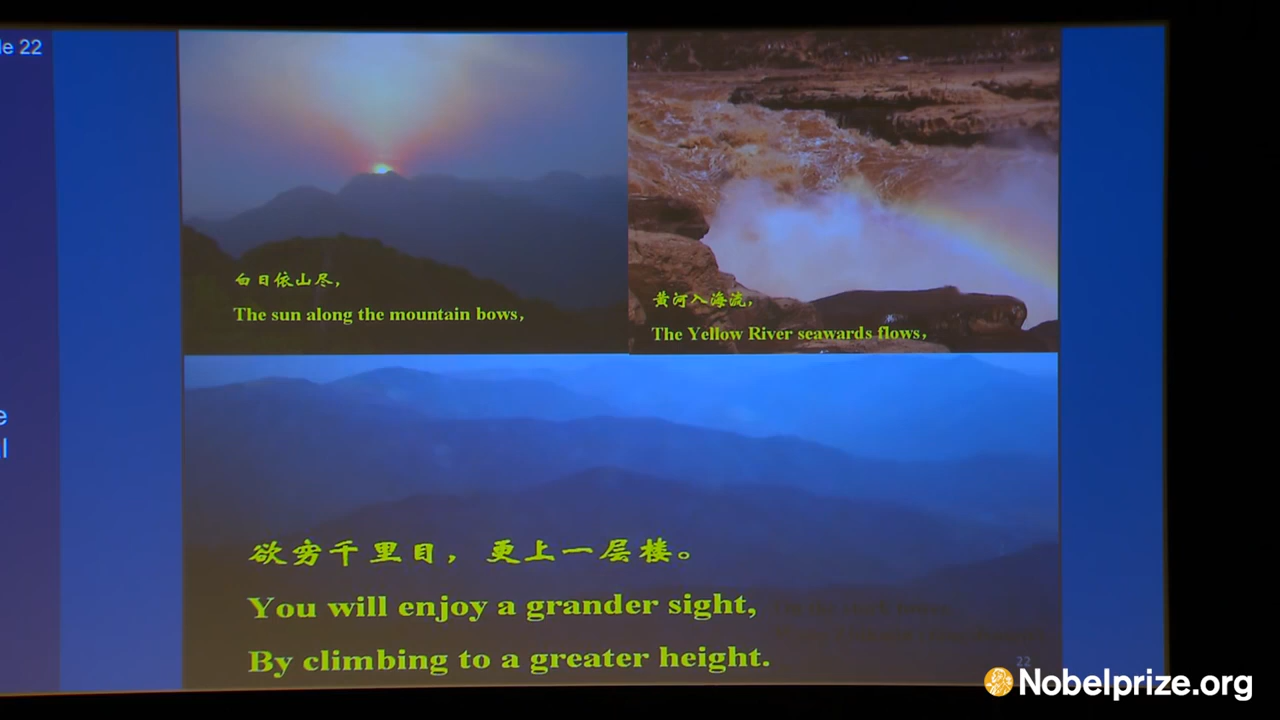 le 22
白日依山尽,
The sun along the mountain bows,
黄河入海流,
The Yellow River seawards flows,
e
l
欲穷千里目，更上一层楼。
You will enjoy a grander sight,
By climbing to a greater height.
22
Nobelprize.org